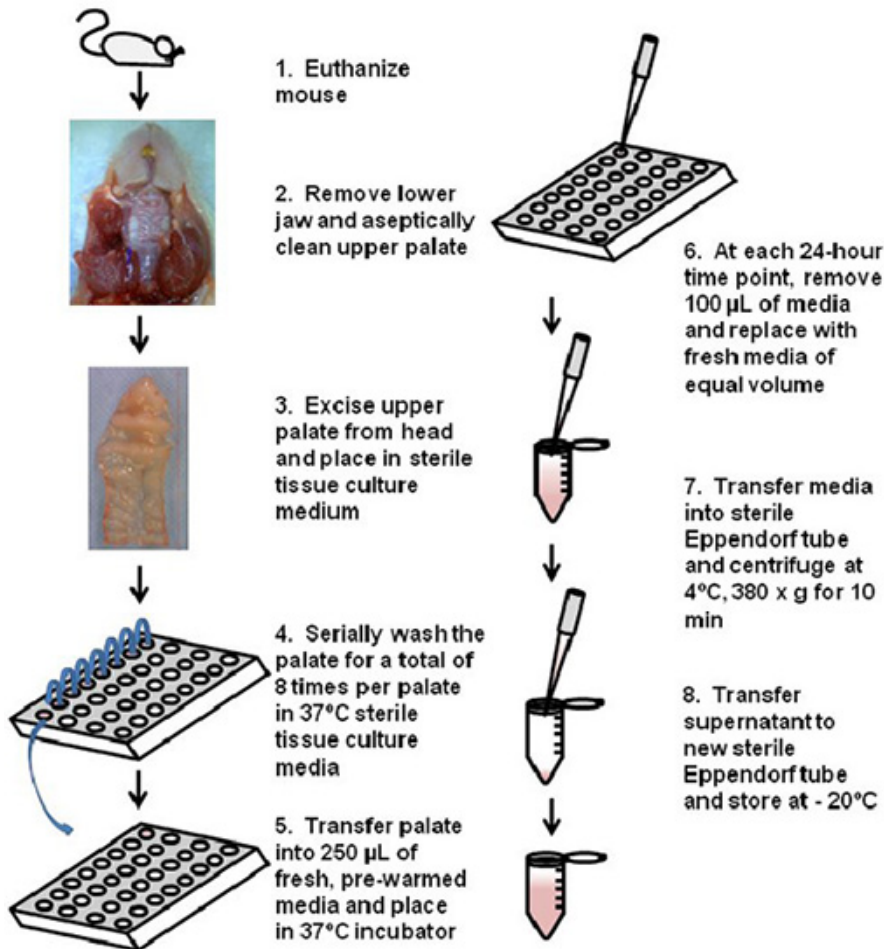 1. Euthanize
mouse
2. Remove lower
jaw and aseptically
clean upper palate
3. Excise upper
palate from head
and place in sterile
tissue culture
medium
4. Serially wash the
palate for a total of
8 times per palate
in 37ºC sterile
tissue culture
media
5. Transfer palate
into 250 µL of
fresh, pre-warmed
media and place
in 37ºC incubator
6. At each 24-hour
time point, remove
100 µL of media
and replace with
fresh media of
equal volume
7. Transfer media
into sterile
Eppendorf tube
and centrifuge at
4ºC, 380 x g for 10
min
8. Transfer
supernatant to
new sterile
Eppendorf tube
and store at - 20ºC